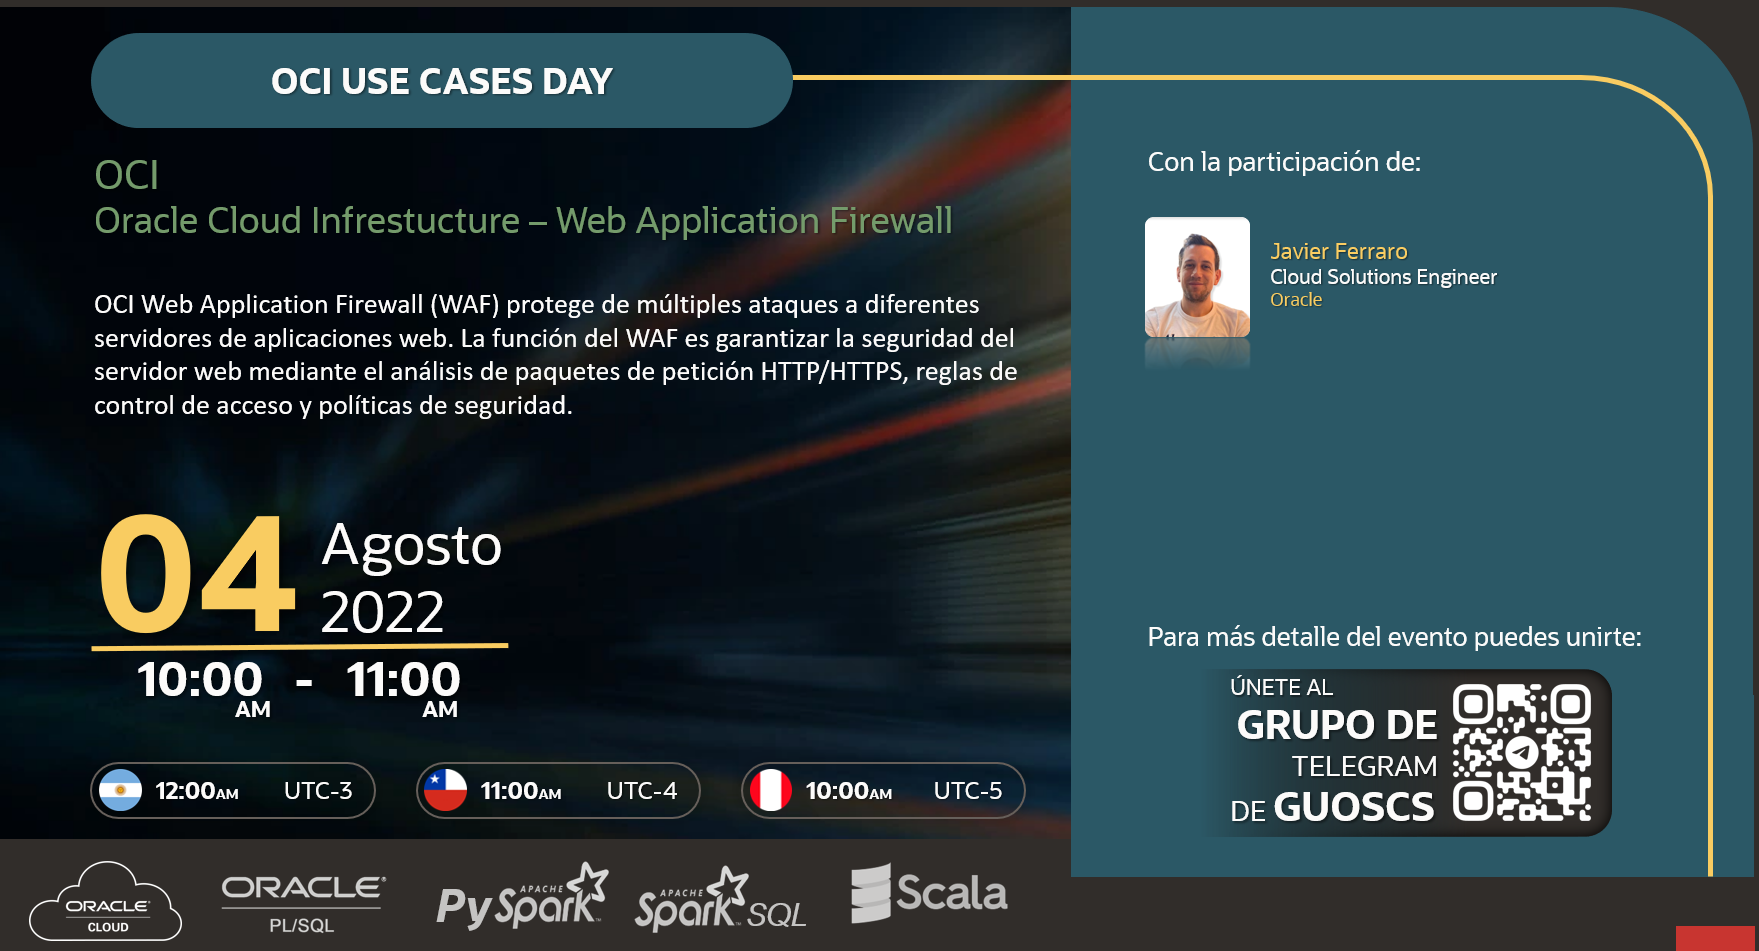 OCI USE CASES DAY
OCI
Oracle Cloud Infrestucture – Web Application Firewall
OCI Web Application Firewall (WAF) protege de múltiples ataques a diferentes
servidores de aplicaciones web. La función del WAF es garantizar la seguridad del
servidor web mediante el análisis de paquetes de petición HTTP/HTTPS, reglas de
control de acceso y políticas de seguridad.
04 Agosto
2022
10:00 AM - 11:00 AM
12:00AM UTC-3
11:00AM UTC-4
10:00AM UTC-5
Con la participación de:
Javier Ferraro
Cloud Solutions Engineer
Oracle
Para más detalle del evento puedes unirte:
ÚNETE AL
GRUPO DE
TELEGRAM
DE GUOSCS
ORACLE®
CLOUD
ORACLE®
PL/SQL
APACHE
PySpark™
APACHE
Spark™ SQL
Scala